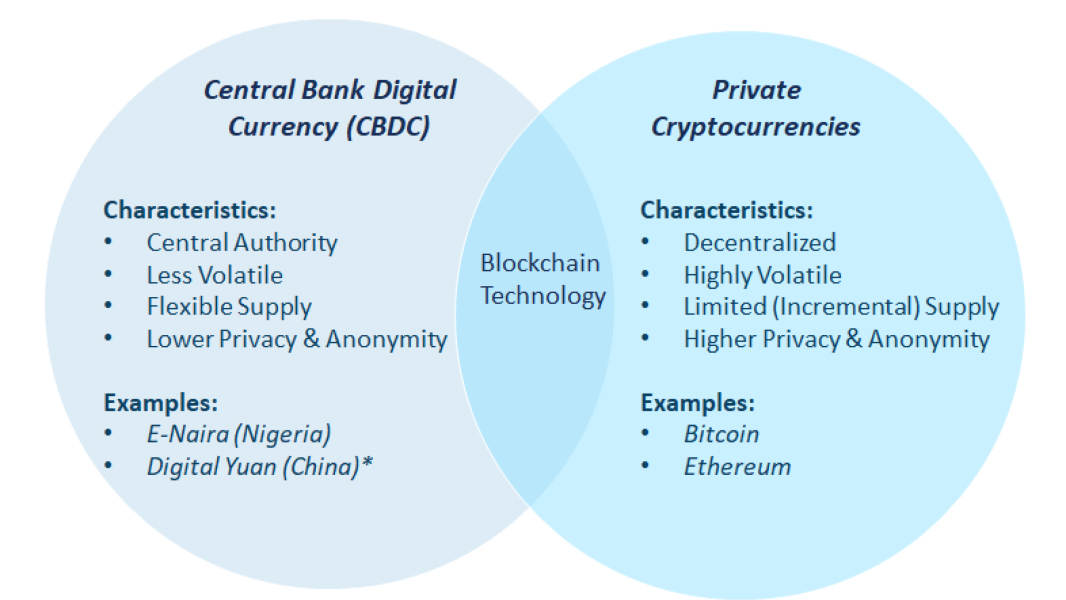 Central Bank Digital
Currency (CBDC)
Characteristics:
• Central Authority
• Less Volatile
• Flexible Supply
• Lower Privacy & Anonymity
Examples:
• E-Naira (Nigeria)
• Digital Yuan (China)*
Blockchain
Technology
Private
Cryptocurrencies
Characteristics:
• Decentralized
• Highly Volatile
• Limited (Incremental) Supply
• Higher Privacy & Anonymity
Examples:
• Bitcoin
• Ethereum